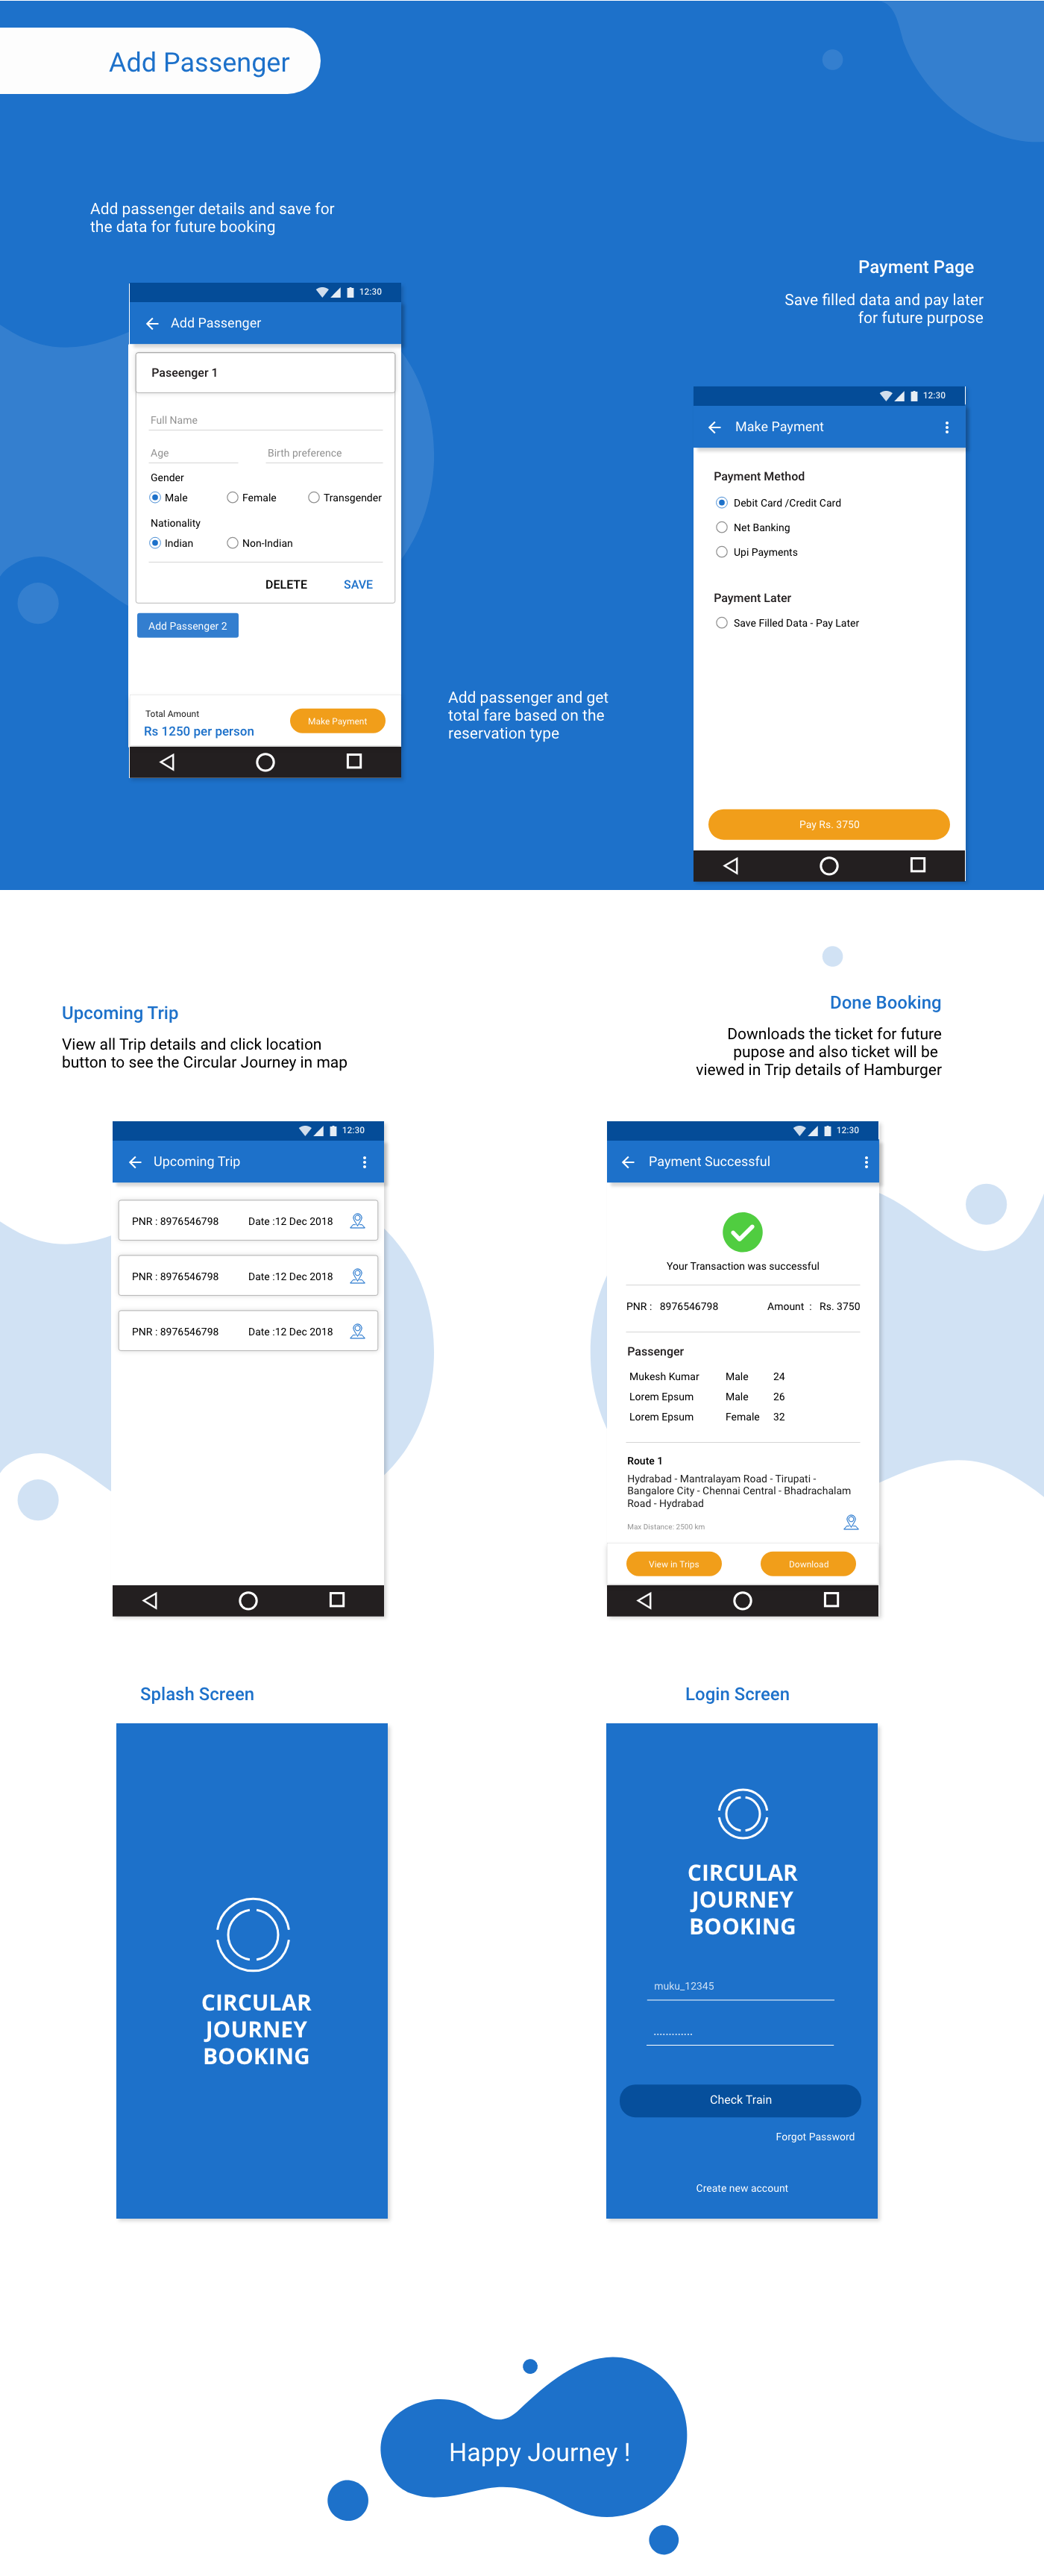 Add Passenger
Add passenger details and save for
the data for future booking
Payment Page
Save filled data and pay later
for future purpose
12:30
Add Passenger
Paseenger 1
Full Name
Age Birth preference
Gender
Male Female Transgender
Nationality
Indian Non-Indian
DELETE SAVE
Add Passenger 2
Total Amount
Rs 1250 per person
Make Payment
Add passenger and get
total fare based on the
reservation type
12:30
Make Payment
Payment Method
Debit Card /Credit Card
Net Banking
Upi Payments
Payment Later
Save Filled Data - Pay Later
Pay Rs. 3750
Upcoming Trip
View all Trip details and click location
button to see the Circular Journey in map
Done Booking
Downloads the ticket for future
pupose and also ticket will be
viewed in Trip details of Hamburger
12:30
Upcoming Trip
PNR : 8976546798 Date :12 Dec 2018
PNR : 8976546798 Date :12 Dec 2018
PNR : 8976546798 Date :12 Dec 2018
12:30
Payment Successful
Your Transaction was successful
PNR : 8976546798 Amount : Rs. 3750
Passenger
Mukesh Kumar Male 24
Lorem Epsum Male 26
Lorem Epsum Female 32
Route 1
Hydrabad - Mantralayam Road - Tirupati -
Bangalore City - Chennai Central - Bhadrachalam
Road - Hydrabad
Max Distance: 2500 km
View in Trips Download
Splash Screen
CIRCULAR
JOURNEY
BOOKING
Login Screen
CIRCULAR
JOURNEY
BOOKING
muku_12345
.............
Check Train
Forgot Password
Create new account
Happy Journey !